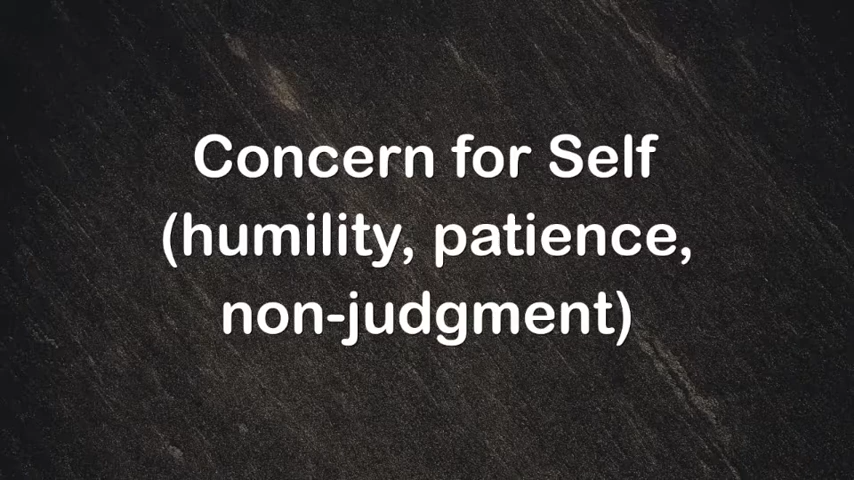 Concern for Self
(humility, patience,
non-judgment)